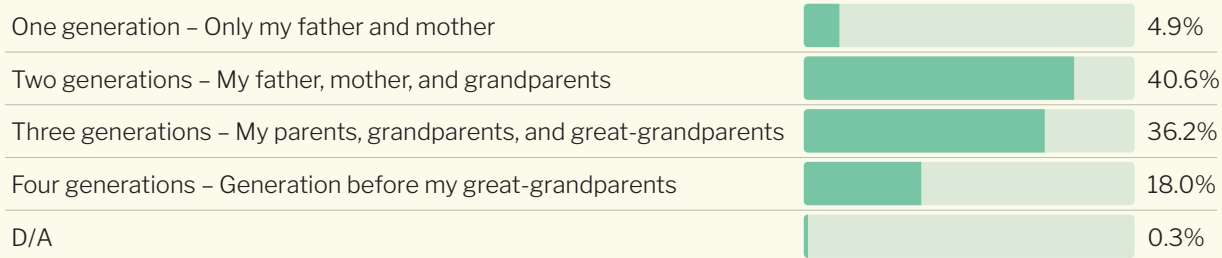 One generation – Only my father and mother 4.9%
Two generations – My father, mother, and grandparents 40.6%
Three generations – My parents, grandparents, and great-grandparents 36.2%
Four generations – Generation before my great-grandparents 18.0%
D/A 0.3%